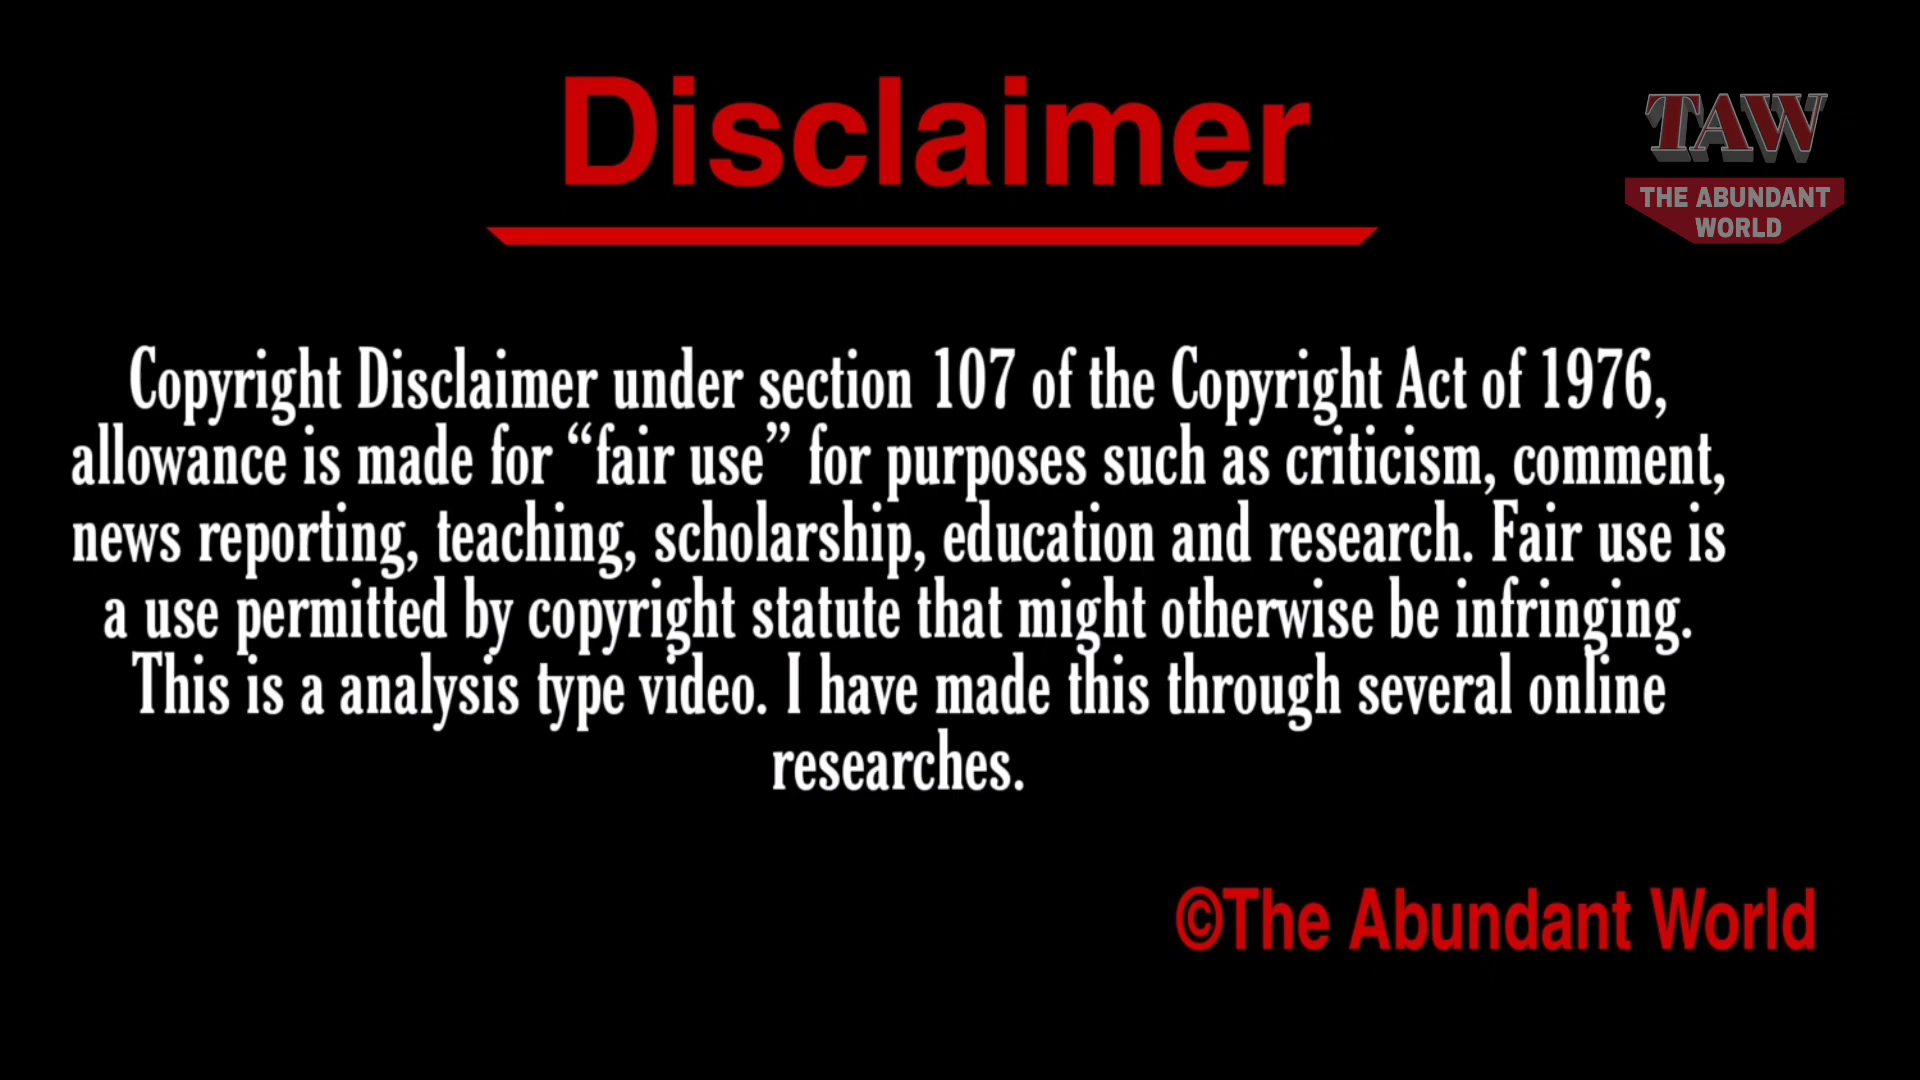 Disclaimer
TAW
THE ABUNDANT
WORLD
Copyright Disclaimer under section 107 of the Copyright Act of 1976,
allowance is made for “fair use” for purposes such as criticism, comment,
news reporting, teaching, scholarship, education and research. Fair use is
a use permitted by copyright statute that might otherwise be infringing.
This is a analysis type video. I have made this through several online
researches.
©The Abundant World